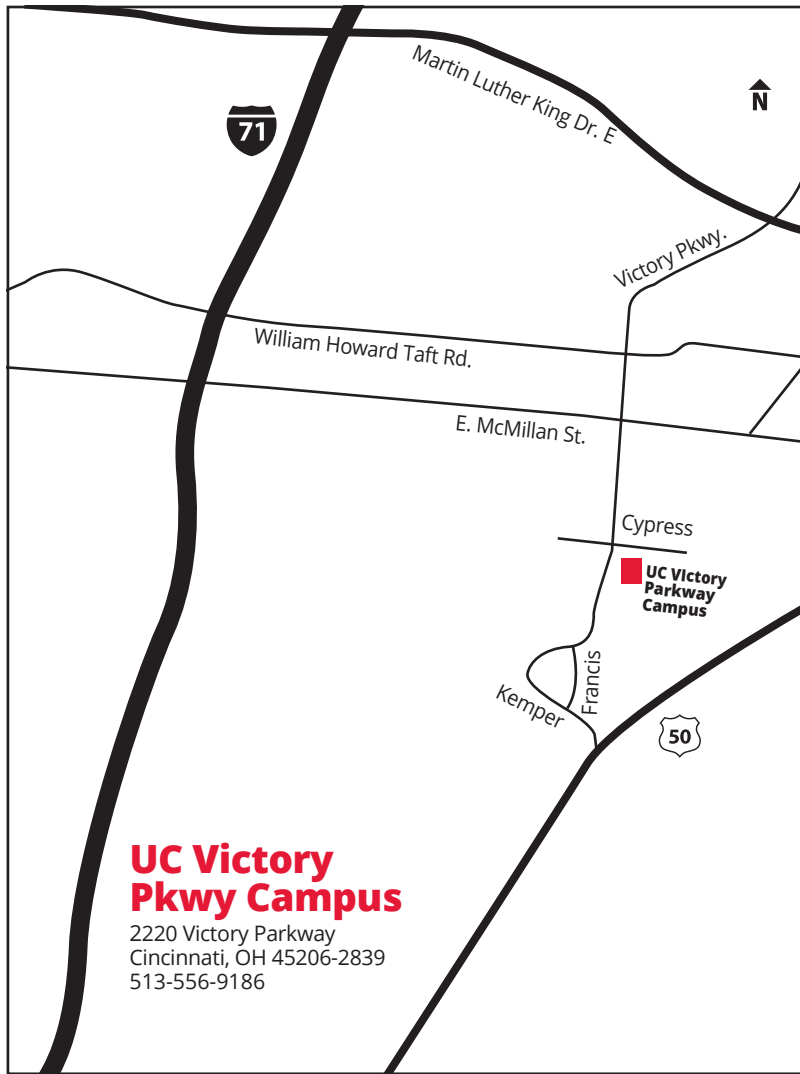 Martin Luther King Dr. E
N
71
Victory Pkwy.
William Howard Taft Rd.
E. McMillan St.
Cypress
UC VIctory
Parkway
Campus
Francis
Kemper
50
UC Victory
Pkwy Campus
2220 Victory Parkway
Cincinnati, OH 45206-2839
513-556-9186